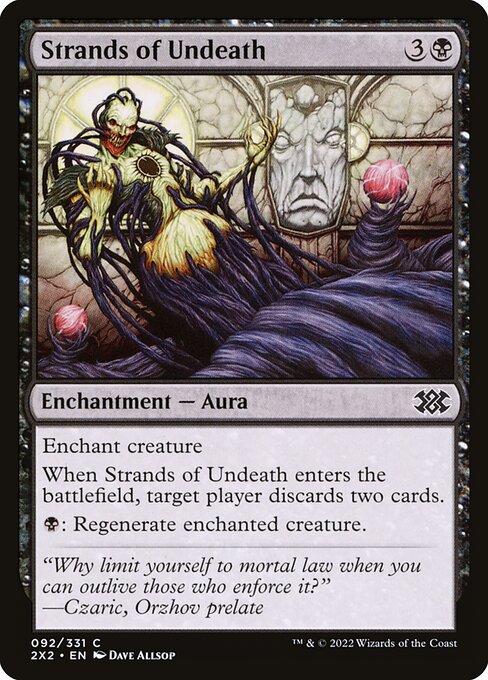 Strands of Undeath 3
Enchantment — Aura
Enchant creature
When Strands of Undeath enters the
battlefield, target player discards two cards.
: Regenerate enchanted creature.
“Why limit yourself to mortal law when you
can outlive those who enforce it?”
—Czaric, Orzhov prelate
092/331 C
2X2 • EN Dave Allsop
™ & © 2022 Wizards of the Coast